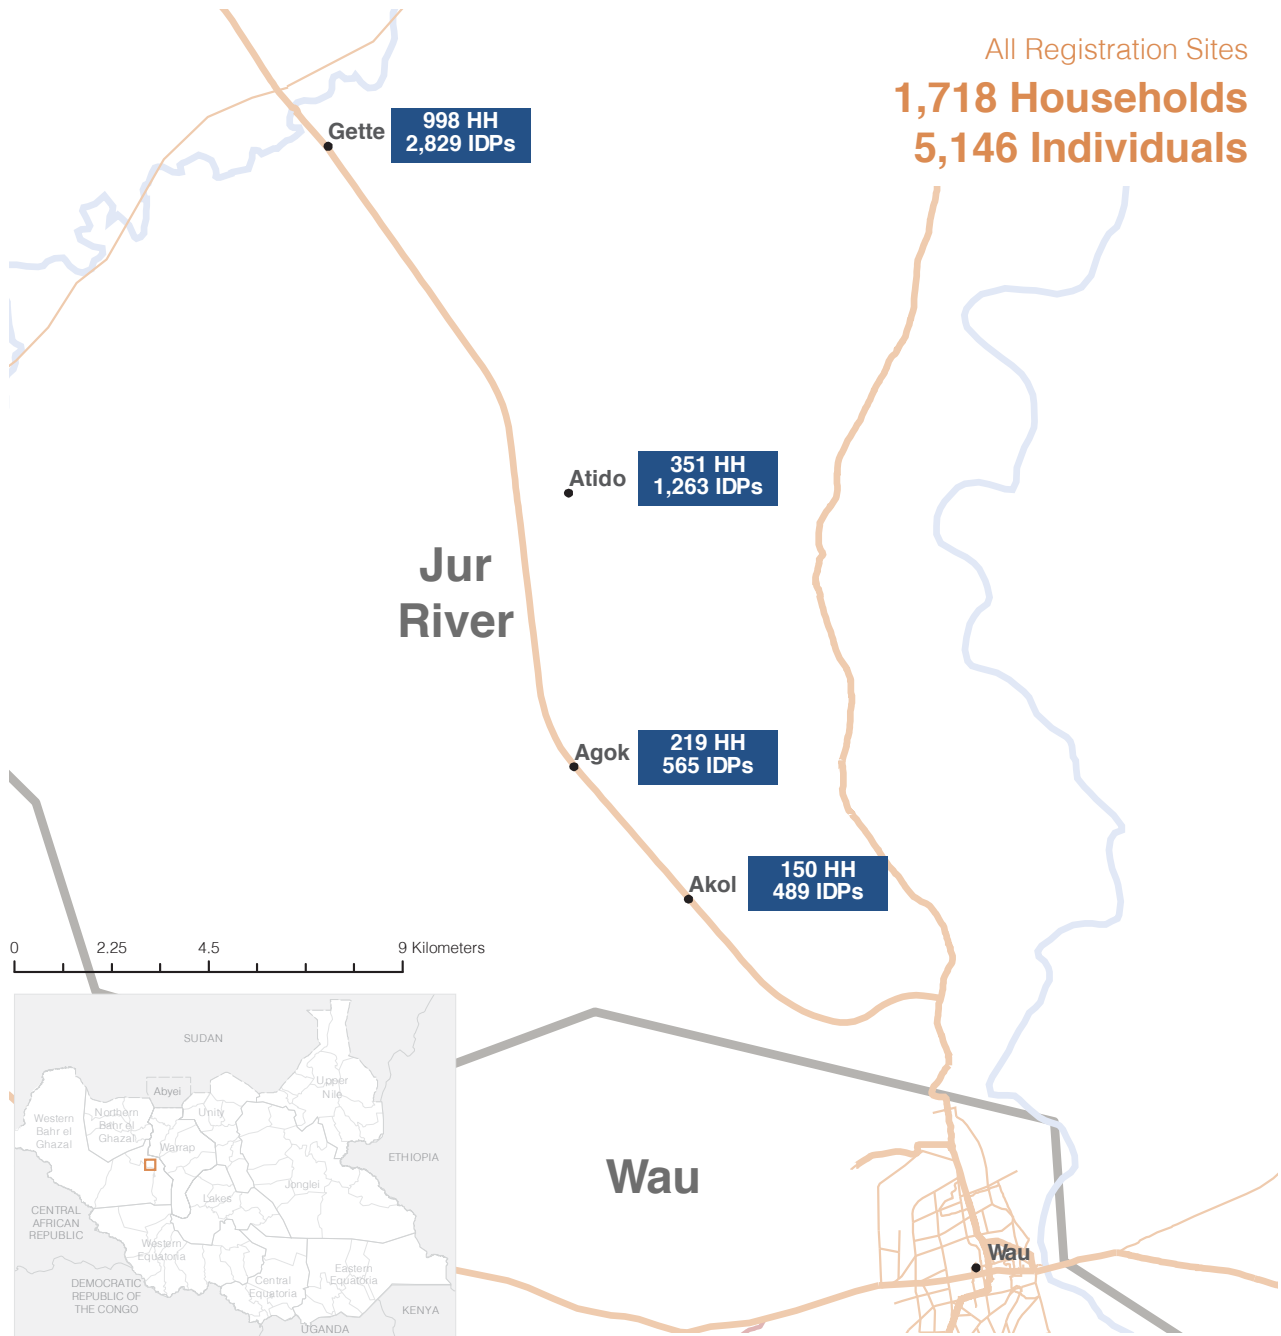 All Registration Sites
1,718 Households
5,146 Individuals
Gette
998 HH
2,829 IDPs
Atido
351 HH
1,263 IDPs
Jur
River
Agok
219 HH
565 IDPs
Akol
150 HH
489 IDPs
0 2.25 4.5 9 Kilometers
SUDAN
Abyei
Upper
Nile
Western
Bahr el
Ghazal
Northern
Bahr el
Ghazal
Unity
Warrap
ETHIOPIA
Jonglei
Lakes
CENTRAL
AFRICAN
REPUBLIC
Western
Equatoria
Eastern
Equatoria
Central
Equatoria
DEMOCRATIC
REPUBLIC OF
THE CONGO
KENYA
UGANDA
Wau
Wau